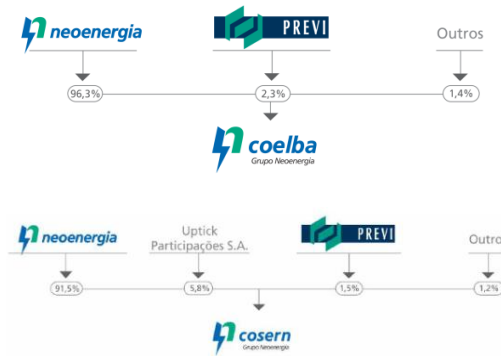 neoenergia
PREVI
Outros
96,3%
2,3%
1,4%
coelba
Grupo Neoenergia
neoenergia
Uptick
Participações S.A.
PREVI
Outro
91,5%
5,8%
1,5%
1,2%
cosern
Grupo Neoenergia